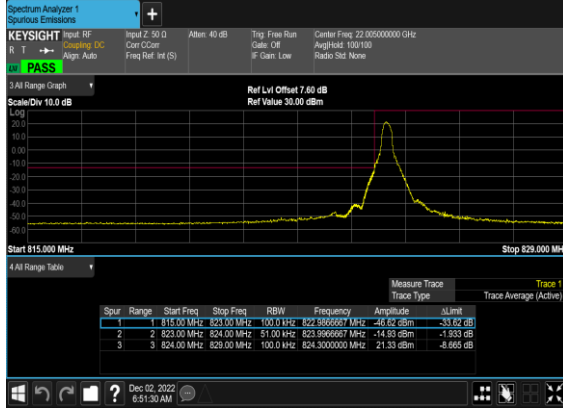 Spectrum Analyzer 1
Spurious Emissions
+
KEYSIGHT Input: RF Input Z: 50 Ω Atten: 40 dB Trig: Free Run Center Freq: 22.005000000 GHz
R T Coupling: DC Corr CCorr Gate: Off Avg|Hold: 100/100
Align: Auto Freq Ref: Int (S) IF Gain: Low Radio Std: None
PASS
3 All Range Graph
Ref Lvl Offset 7.60 dB
Scale/Div 10.0 dB Ref Value 30.00 dBm
Log
20.0
10.0
0.00
-10.0
-20.0
-30.0
-40.0
-50.0
-60.0
Start 815.000 MHz Stop 829.000 MH
4 All Range Table
Measure Trace Trace 1
Trace Type Trace Average (Active)
Spur Range Start Freq Stop Freq RBW Frequency Amplitude ΔLimit
1 1 815.00 MHz 823.00 MHz 100.0 kHz 822.9866667 MHz -46.62 dBm -33.62 dB
2 2 823.00 MHz 824.00 MHz 51.00 kHz 823.9966667 MHz -14.93 dBm -1.933 dB
3 3 824.00 MHz 829.00 MHz 100.0 kHz 824.3000000 MHz 21.33 dBm -8.665 dB
? Dec 02, 2022
6:51:30 AM